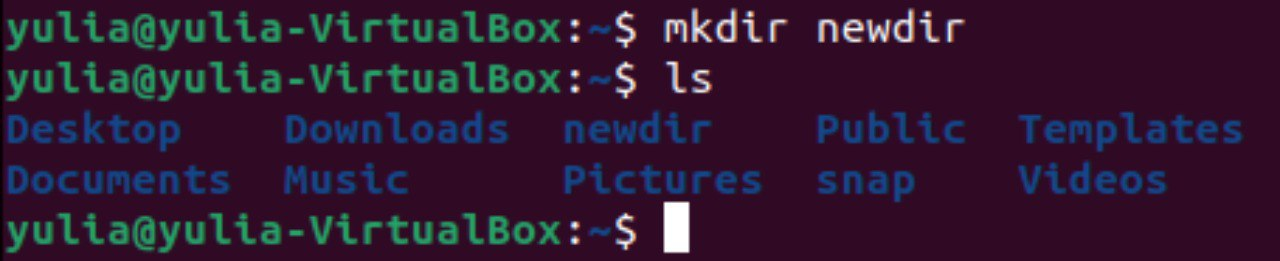 yulia@yulia-VirtualBox:~$ mkdir newdir
yulia@yulia-VirtualBox:~$ ls
Desktop Downloads newdir Public Templates
Documents Music Pictures snap Videos
yulia@yulia-VirtualBox:~$